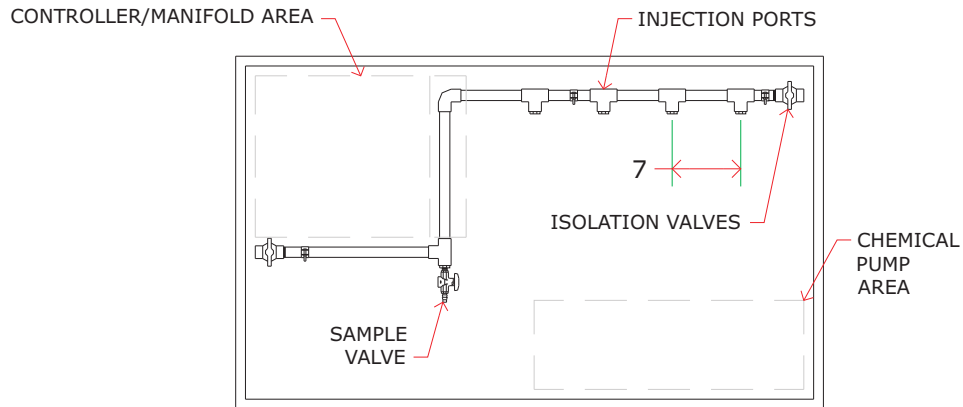 CONTROLLER/MANIFOLD AREA
INJECTION PORTS
7
ISOLATION VALVES
CHEMICAL
PUMP
AREA
SAMPLE
VALVE